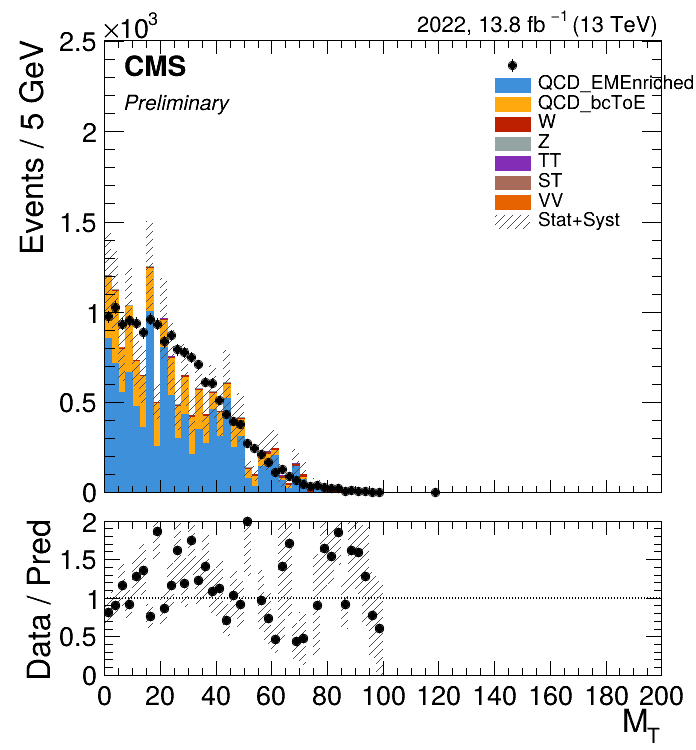 ×10³
2022, 13.8 fb⁻¹ (13 TeV)
Events / 5 GeV
2.5
2
1.5
1
0.5
0
CMS
Preliminary
QCD_EMEnriched
QCD_bcToE
W
Z
TT
ST
VV
Stat+Syst
Data / Pred
2
1.5
1
0.5
0
0 20 40 60 80 100 120 140 160 180 200
M_T